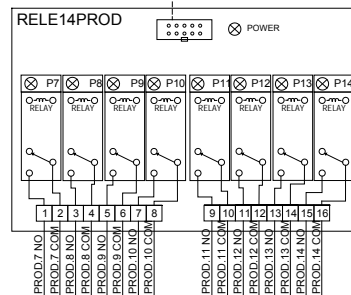 RELE14PROD
POWER
P7 P8 P9 P10 P11 P12 P13 P14
RELAY RELAY RELAY RELAY RELAY RELAY RELAY RELAY
1 2 3 4 5 6 7 8 9 10 11 12 13 14 15 16
PROD.7 NO
PROD.7 COM
PROD.8 NO
PROD.8 COM
PROD.9 NO
PROD.9 COM
PROD.10 NO
PROD.10 COM
PROD.11 NO
PROD.11 COM
PROD.12 NO
PROD.12 COM
PROD.13 NO
PROD.13 COM
PROD.14 NO
PROD.14 COM